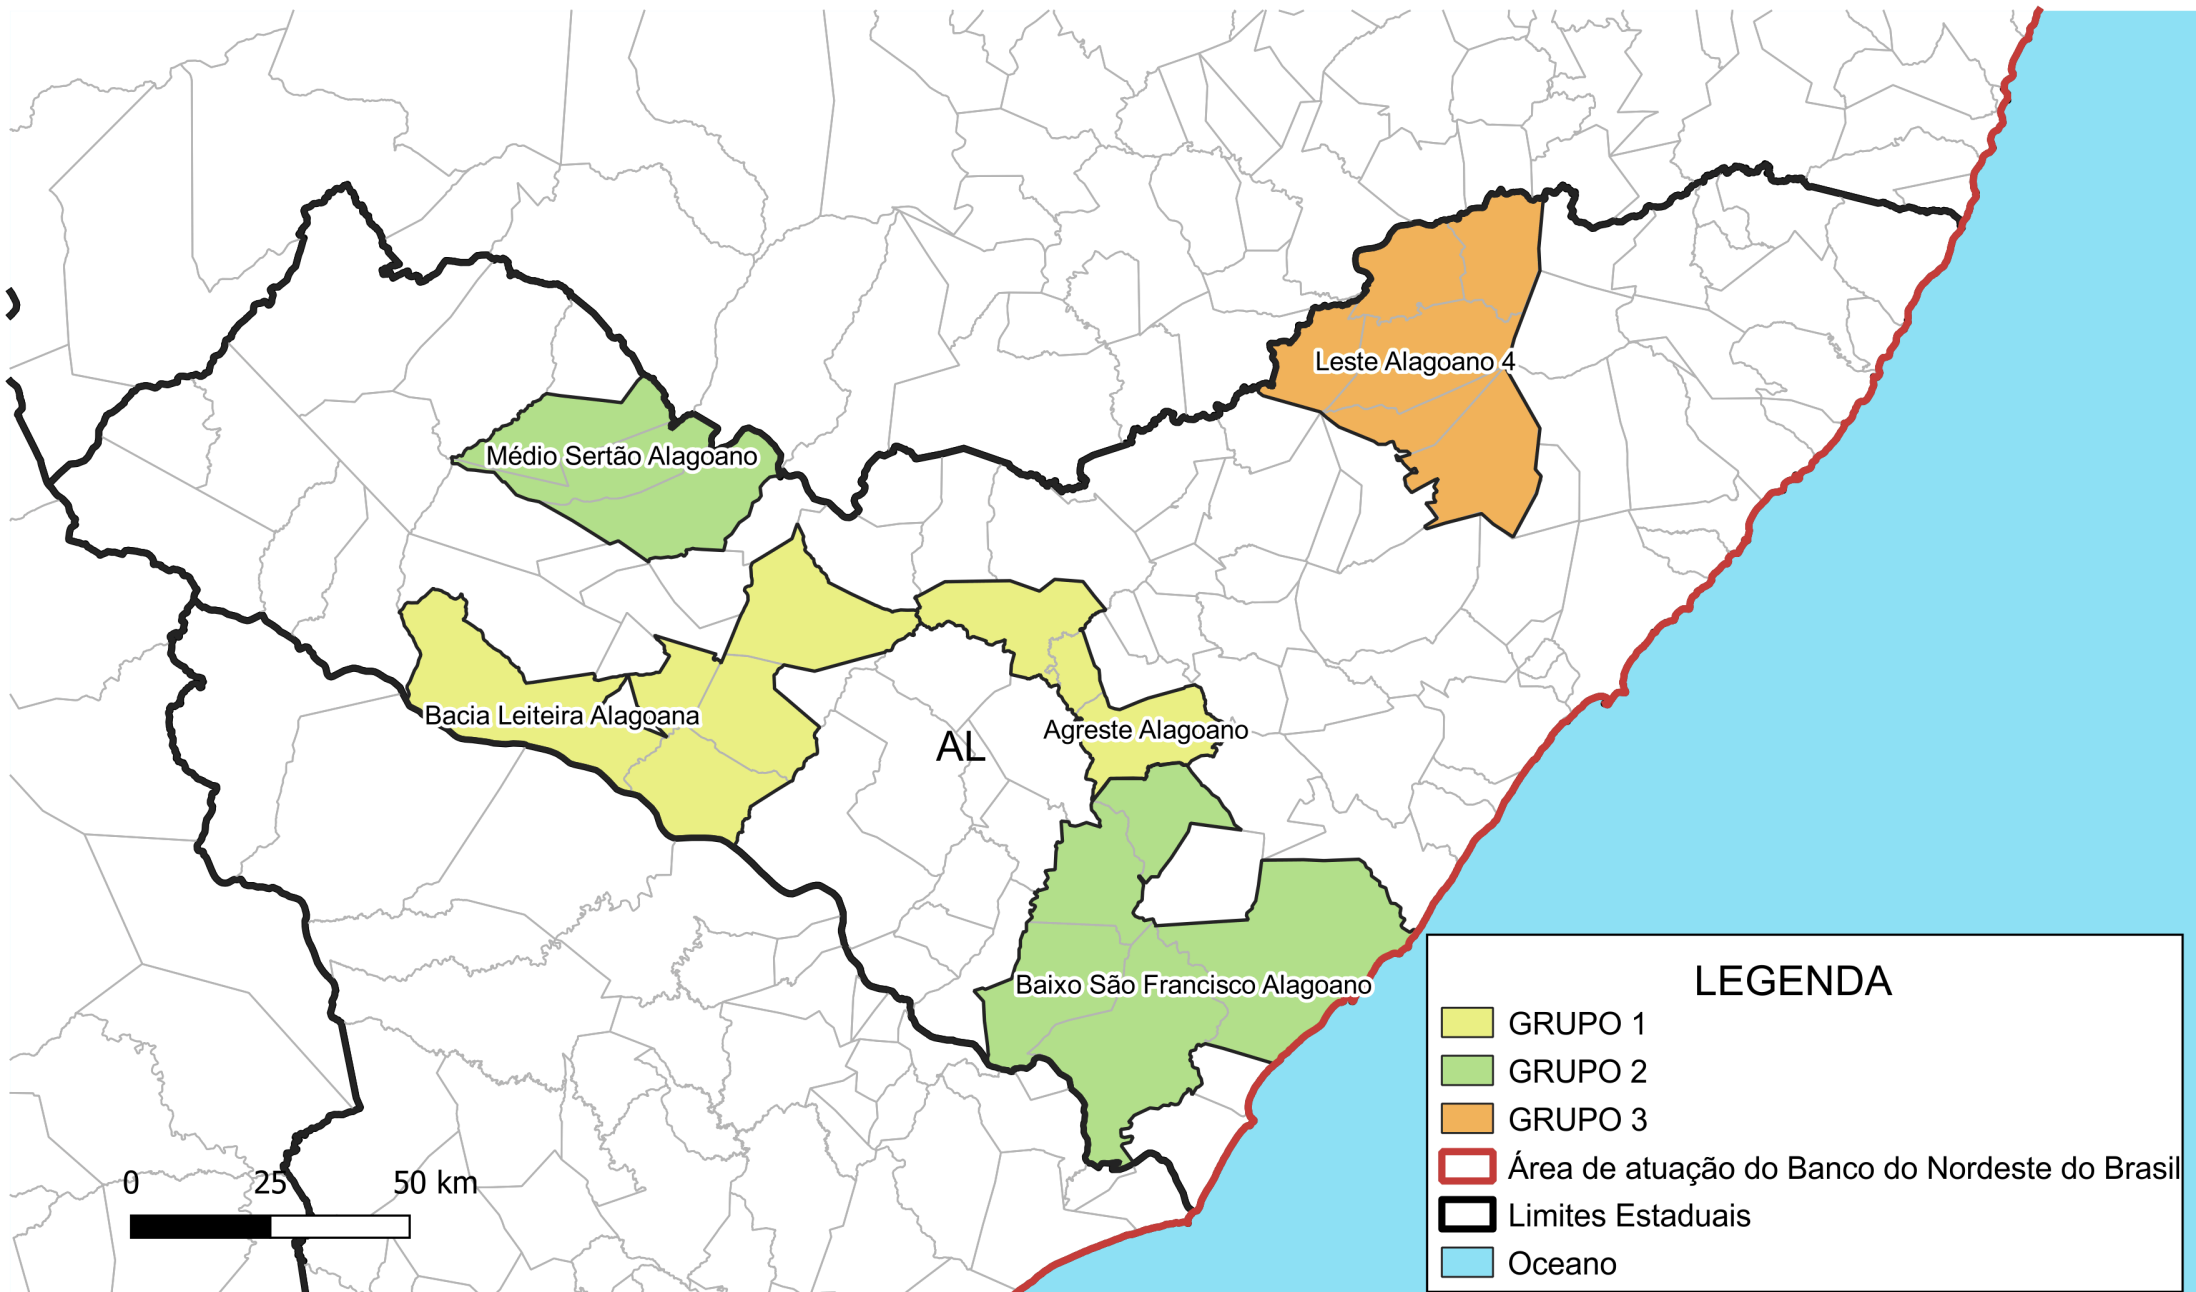 Leste Alagoano 4
Médio Sertão Alagoano
Bacia Leiteira Alagoana
Agreste Alagoano
AL
Baixo São Francisco Alagoano
LEGENDA
GRUPO 1
GRUPO 2
GRUPO 3
Área de atuação do Banco do Nordeste do Brasil
Limites Estaduais
Oceano
0 25 50 km